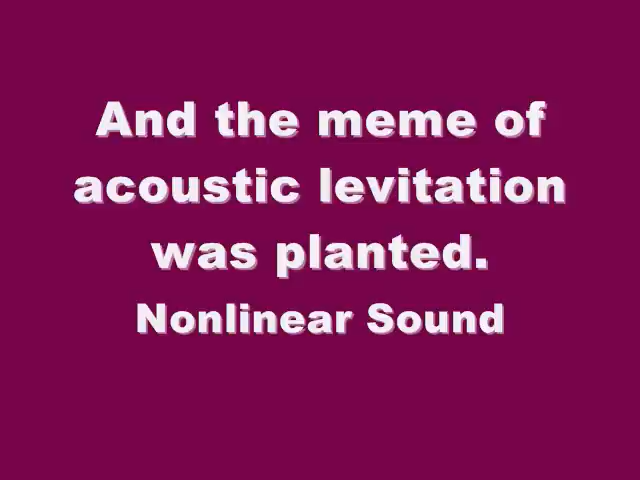 And the meme of
acoustic levitation
was planted.
Nonlinear Sound